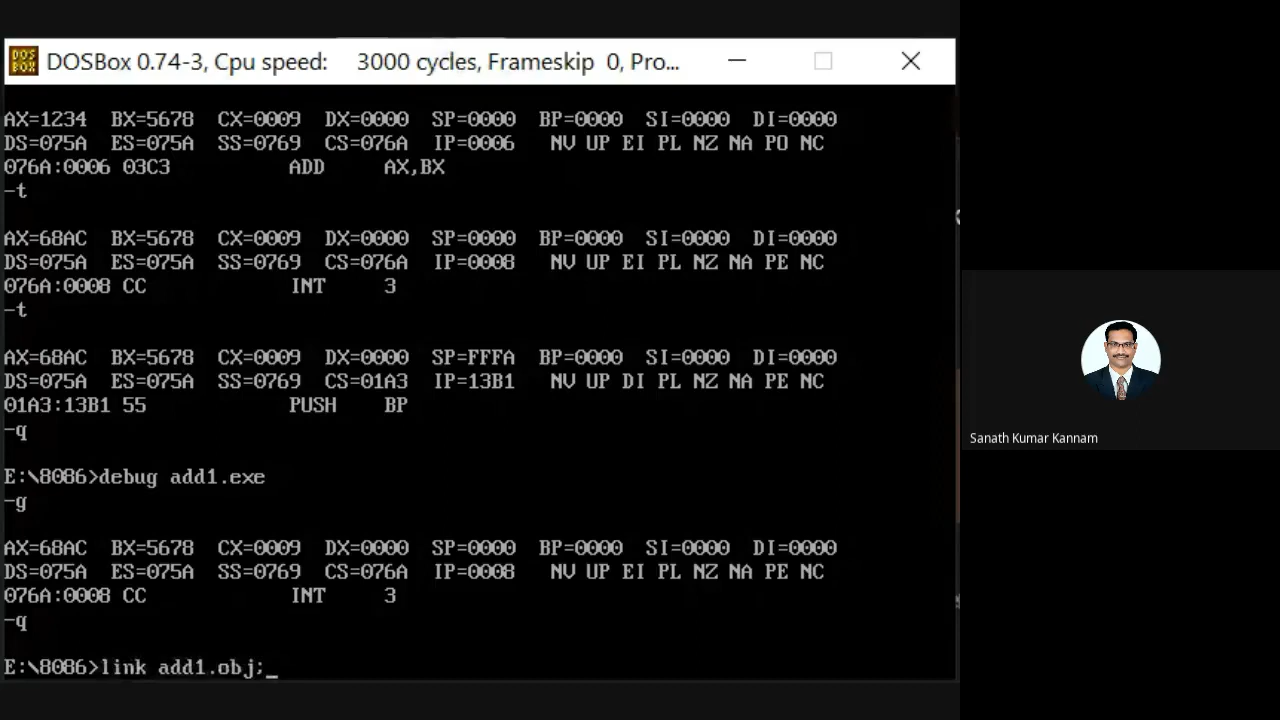 DOSBox 0.74-3, Cpu speed: 3000 cycles, Frameskip 0, Pro...
AX=1234 BX=5678 CX=0009 DX=0000 SP=0000 BP=0000 SI=0000 DI=0000
DS=075A ES=075A SS=0769 CS=076A IP=0006 NV UP EI PL NZ NA PO NC
076A:0006 03C3 ADD AX,BX
-t
AX=68AC BX=5678 CX=0009 DX=0000 SP=0000 BP=0000 SI=0000 DI=0000
DS=075A ES=075A SS=0769 CS=076A IP=0008 NV UP EI PL NZ NA PE NC
076A:0008 CC INT 3
-t
AX=68AC BX=5678 CX=0009 DX=0000 SP=FFFA BP=0000 SI=0000 DI=0000
DS=075A ES=075A SS=0769 CS=01A3 IP=13B1 NV UP DI PL NZ NA PE NC
01A3:13B1 55 PUSH BP
-q
E:\8086>debug add1.exe
-g
AX=68AC BX=5678 CX=0009 DX=0000 SP=0000 BP=0000 SI=0000 DI=0000
DS=075A ES=075A SS=0769 CS=076A IP=0008 NV UP EI PL NZ NA PE NC
076A:0008 CC INT 3
-q
E:\8086>link add1.obj;_
Sanath Kumar Kannam